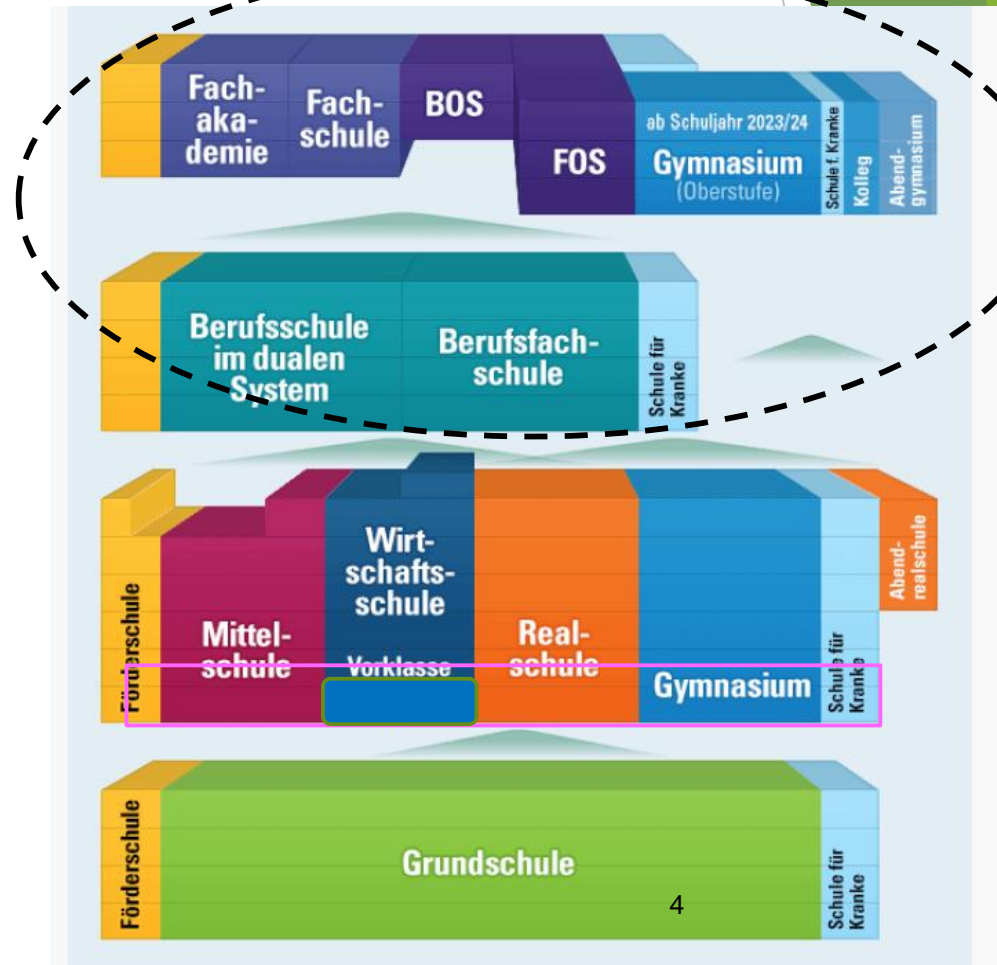 Fach-
aka-
demie
Fach-
schule
BOS
FOS
ab Schuljahr 2023/24
Gymnasium
(Oberstufe)
Schule f. Kranke
Kolleg
Abend-
gymnasium
Berufsschule
im dualen
System
Berufsfach-
schule
Schule für
Kranke
Förderschule
Mittel-
schule
Wirt-
schafts-
schule
Vorklasse
Real-
schule
Gymnasium
Schule für
Kranke
Abend-
realschule
Förderschule
Grundschule
4
Schule für
Kranke